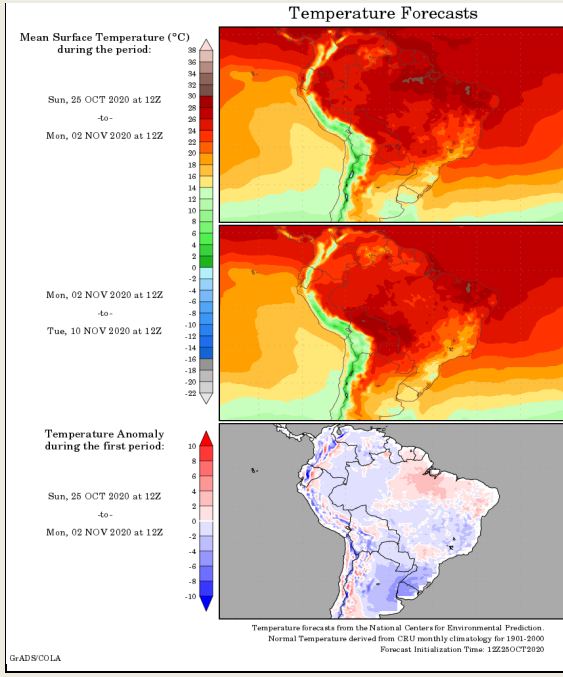 Temperature Forecasts
Mean Surface Temperature (°C)
during the period:
Sun, 25 OCT 2020 at 12Z
-to-
Mon, 02 NOV 2020 at 12Z
38
36
34
32
30
28
26
24
22
20
18
16
14
12
10
8
6
4
2
0
-2
-4
-6
-8
-10
-12
-14
-16
-18
-20
-22
Mon, 02 NOV 2020 at 12Z
-to-
Tue, 10 NOV 2020 at 12Z
Temperature Anomaly
during the first period:
Sun, 25 OCT 2020 at 12Z
-to-
Mon, 02 NOV 2020 at 12Z
10
8
6
4
2
0
-2
-4
-6
-8
-10
Temperature forecasts from the National Centers for Environmental Prediction.
Normal Temperature derived from CRU monthly climatology for 1901-2000
Forecast Initialization Time: 12Z25OCT2020
GrADS/COLA